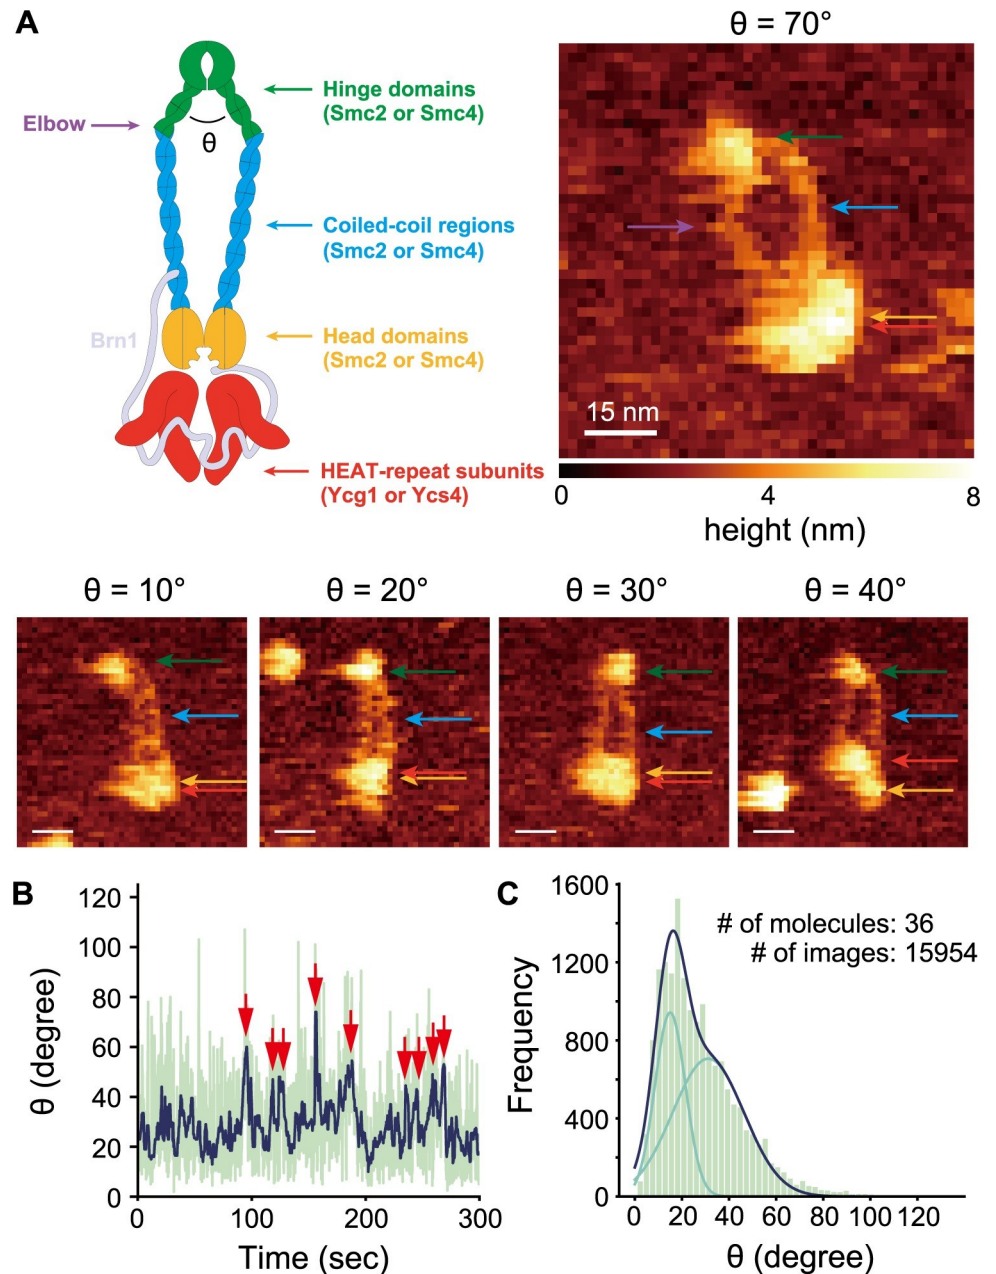 A
Hinge domains
(Smc2 or Smc4)
Elbow
θ
Coiled-coil regions
(Smc2 or Smc4)
Brn1
Head domains
(Smc2 or Smc4)
HEAT-repeat subunits
(Ycg1 or Ycs4)
θ = 70°
15 nm
0 4 8
height (nm)
θ = 10°
θ = 20°
θ = 30°
θ = 40°
B
θ (degree)
120
100
80
60
40
20
0
0 100 200 300
Time (sec)
C
Frequency
1600
1200
800
400
0
# of molecules: 36
# of images: 15954
0 20 40 60 80 100 120
θ (degree)